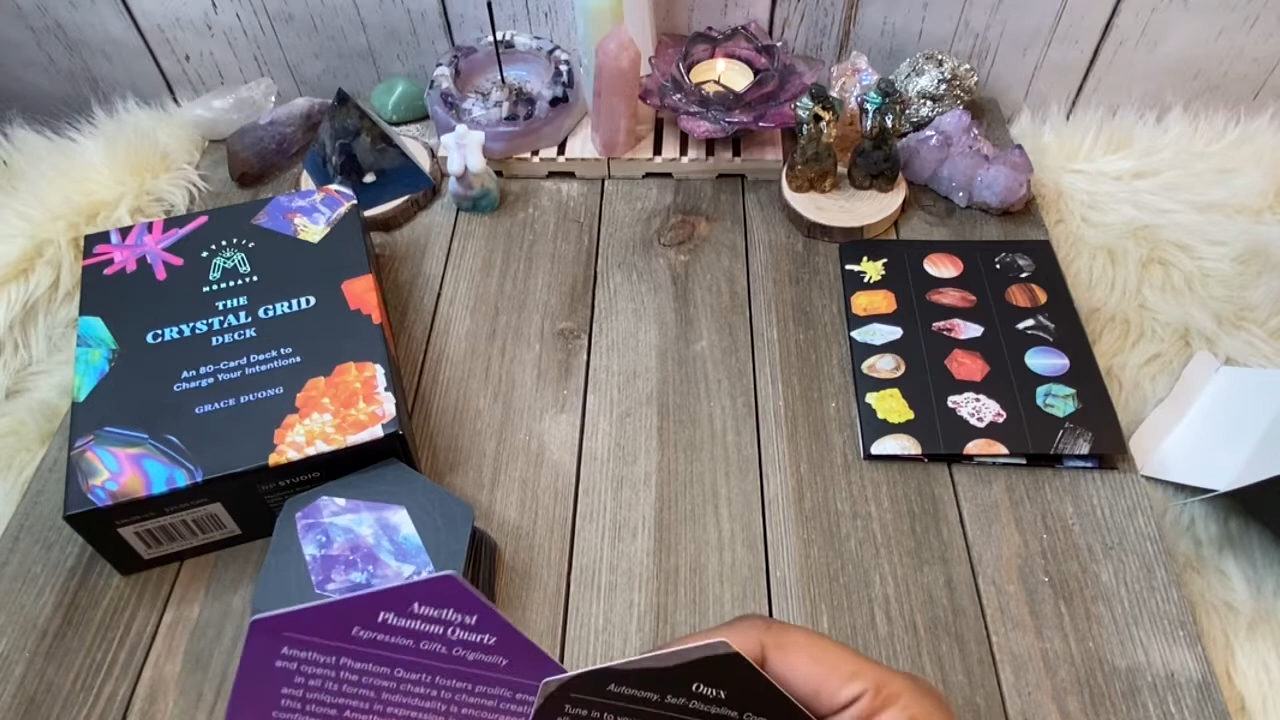 MYSTIC
MONDAYS
THE
CRYSTAL GRID
DECK
An 80-Card Deck to
Charge Your Intentions
GRACE DUONG
STUDIO
Amethyst
Phantom Quartz
Expression, Gifts, Originality
Amethyst Phantom Quartz fosters prolific
and opens the crown chakra to channel
in all its forms. Individuality is encouraged
and uniqueness in expression
this stone.
Onyx
Autonomy, Self-Discipline,
Tune in to